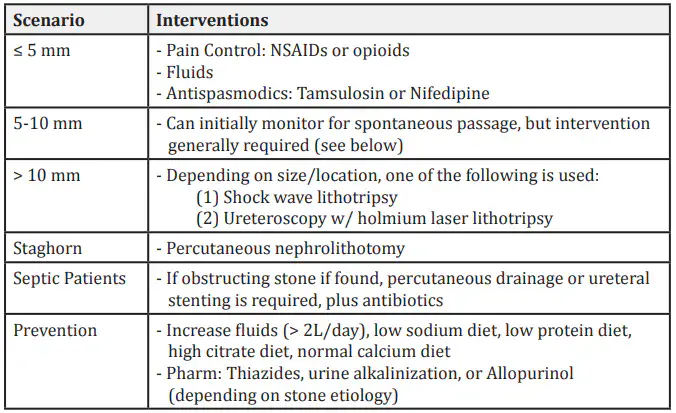 Scenario Interventions
≤ 5 mm - Pain Control: NSAIDs or opioids
- Fluids
- Antispasmodics: Tamsulosin or Nifedipine
5-10 mm - Can initially monitor for spontaneous passage, but intervention
generally required (see below)
> 10 mm - Depending on size/location, one of the following is used:
(1) Shock wave lithotripsy
(2) Ureteroscopy w/ holmium laser lithotripsy
Staghorn - Percutaneous nephrolithotomy
Septic Patients - If obstructing stone if found, percutaneous drainage or ureteral
stenting is required, plus antibiotics
Prevention - Increase fluids (> 2L/day), low sodium diet, low protein diet,
high citrate diet, normal calcium diet
- Pharm: Thiazides, urine alkalinization, or Allopurinol
(depending on stone etiology)